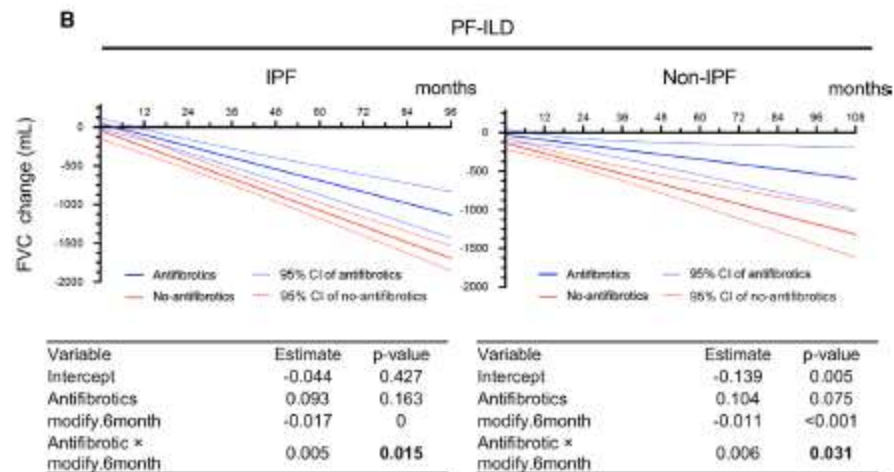 B
PF-ILD
IPF
months
Non-IPF
months
12 24 36 48 60 72 84 96
12 24 36 48 60 72 84 96 108
FVC change (mL)
0
-500
-1000
-1500
-2000
0
-500
-1000
-1500
-2000
Antifibrotics
95% CI of antifibrotics
No-antifibrotics
95% CI of no-antifibrotics
Antifibrotics
95% CI of antifibrotics
No-antifibrotics
95% CI of no-antifibrotics
Variable Estimate p-value
Intercept -0.044 0.427
Antifibrotics 0.093 0.163
modify.6month -0.017 0
Antifibrotic ×
modify.6month 0.005 0.015
Variable Estimate p-value
Intercept -0.139 0.005
Antifibrotics 0.104 0.075
modify.6month -0.011 <0.001
Antifibrotic ×
modify.6month 0.006 0.031